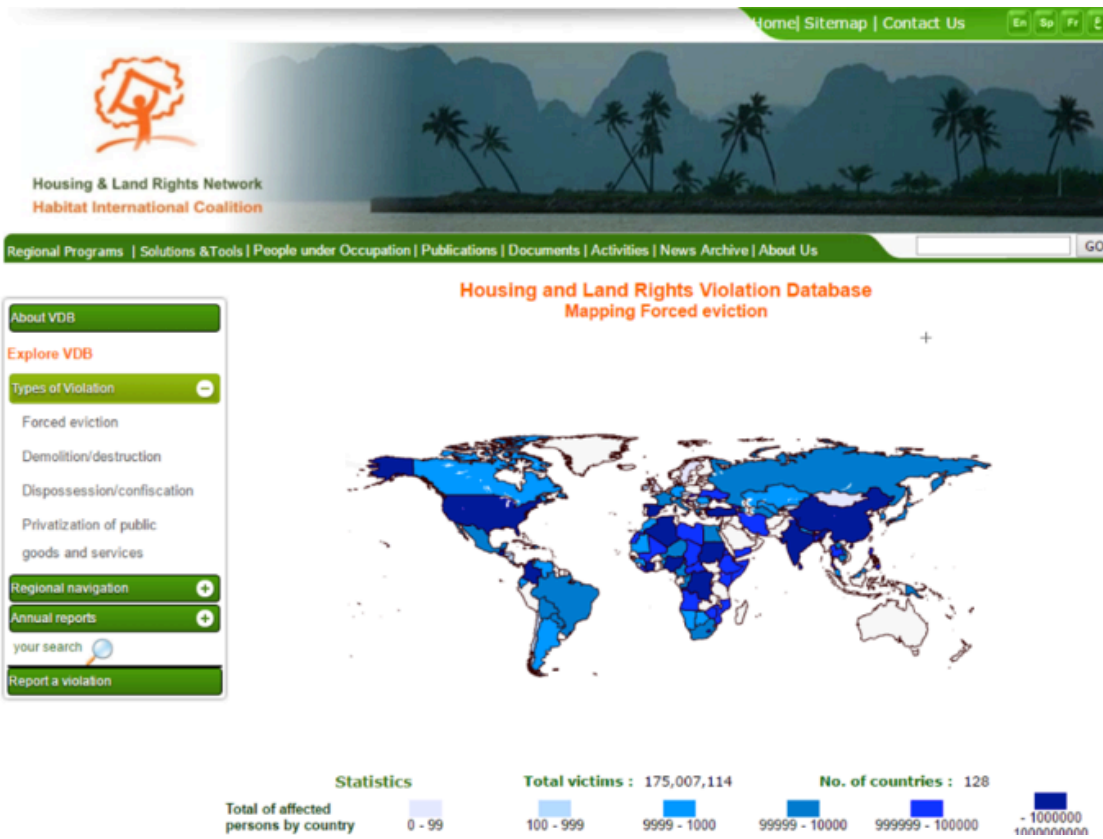 Home| Sitemap | Contact Us
En Sp Fr ع
Housing & Land Rights Network
Habitat International Coalition
Regional Programs | Solutions &Tools | People under Occupation | Publications | Documents | Activities | News Archive | About Us
GO
Housing and Land Rights Violation Database
Mapping Forced eviction
About VDB
Explore VDB
Types of Violation
Forced eviction
Demolition/destruction
Dispossession/confiscation
Privatization of public
goods and services
Regional navigation
Annual reports
your search
Report a violation
Statistics Total victims : 175,007,114 No. of countries : 128
Total of affected
persons by country 0 - 99 100 - 999 9999 - 1000 99999 - 10000 999999 - 100000 - 1000000
1000000000